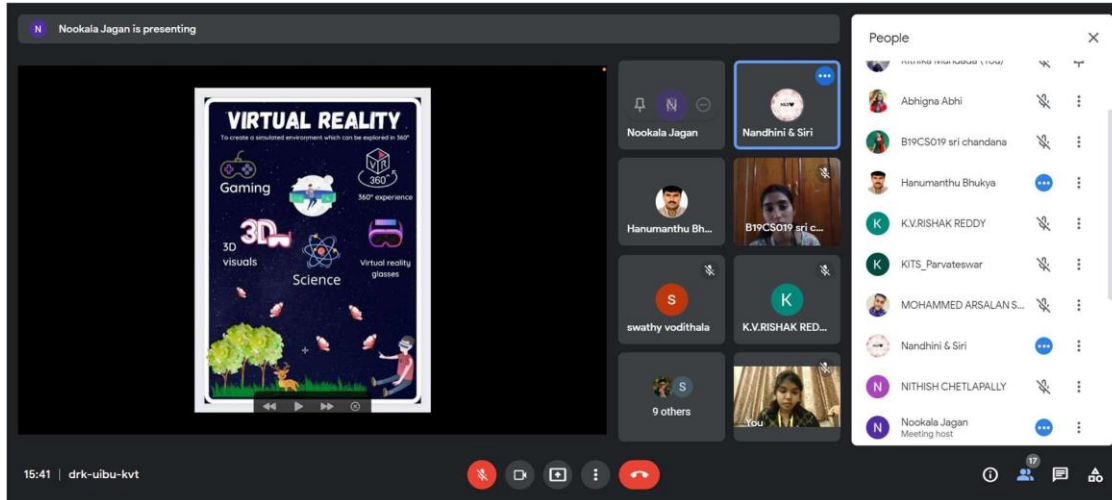 N Nookala Jagan is presenting
VIRTUAL REALITY
To create a simulated environment which can be explored in 360°
Gaming
VR
360°
360° experience
3D
3D
visuals
Science
Virtual reality
glasses
N
Nookala Jagan
Nandhini & Siri
Hanumanthu Bh...
B19CS019 sri c...
S
swathy vodithala
K
K.V.RISHAK RED...
S
9 others
You
People
Abhigna Abhi
B19CS019 sri chandana
Hanumanthu Bhukya
K K.V.RISHAK REDDY
K KITS_Parvateswar
MOHAMMED ARSALAN S...
Nandhini & Siri
N NITHISH CHETLAPALLY
N Nookala Jagan
Meeting host
15:41 | drk-uibu-kvt
17